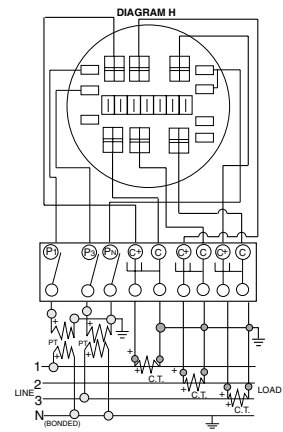 DIAGRAM H
P1 P3 PN C+ C C+ C C+ C
+ +
PT PT
+ +
1
+
C.T.
2
+
C.T.
LINE LOAD
3
+
C.T.
N
(BONDED)